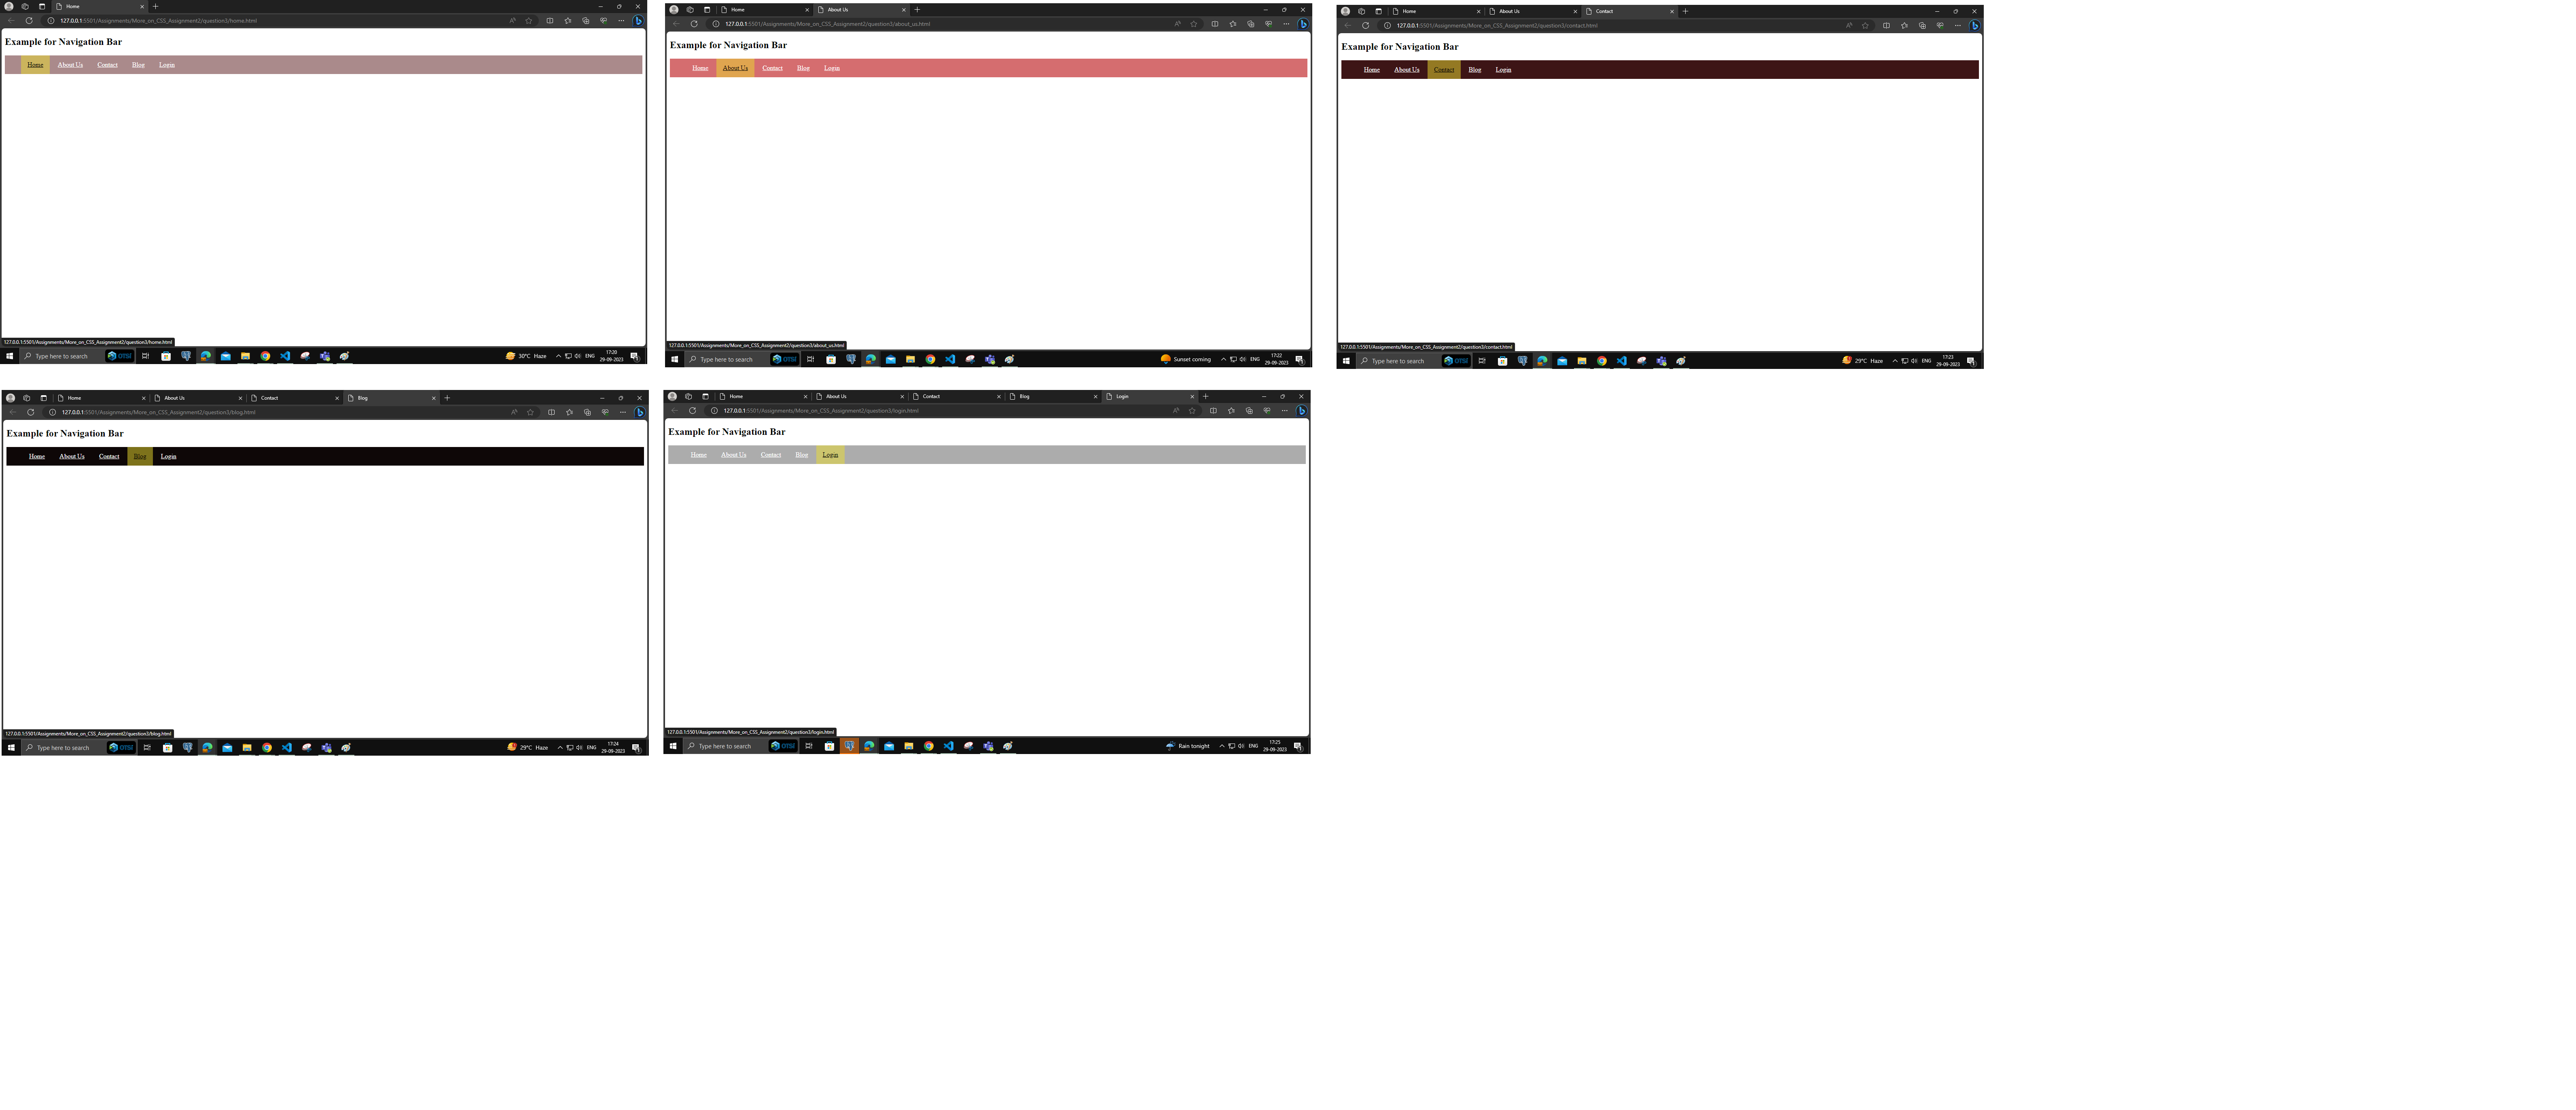 Home
127.0.0.1:5501/Assignments/More_on_CSS_Assignment2/question3/home.html
Example for Navigation Bar
Home About Us Contact Blog Login
127.0.0.1:5501/Assignments/More_on_CSS_Assignment2/question3/home.html
Type here to search OTSI 30°C Haze ENG 17:20
29-09-2023
Home About Us
127.0.0.1:5501/Assignments/More_on_CSS_Assignment2/question3/about_us.html
Example for Navigation Bar
Home About Us Contact Blog Login
127.0.0.1:5501/Assignments/More_on_CSS_Assignment2/question3/about_us.html
Type here to search OTSI Sunset coming ENG 17:22
29-09-2023
Home About Us Contact
127.0.0.1:5501/Assignments/More_on_CSS_Assignment2/question3/contact.html
Example for Navigation Bar
Home About Us Contact Blog Login
127.0.0.1:5501/Assignments/More_on_CSS_Assignment2/question3/contact.html
Type here to search OTSI 29°C Haze ENG 17:23
29-09-2023
Home About Us Contact Blog
127.0.0.1:5501/Assignments/More_on_CSS_Assignment2/question3/blog.html
Example for Navigation Bar
Home About Us Contact Blog Login
127.0.0.1:5501/Assignments/More_on_CSS_Assignment2/question3/blog.html
Type here to search OTSI 29°C Haze ENG 17:24
29-09-2023
Home About Us Contact Blog Login
127.0.0.1:5501/Assignments/More_on_CSS_Assignment2/question3/login.html
Example for Navigation Bar
Home About Us Contact Blog Login
127.0.0.1:5501/Assignments/More_on_CSS_Assignment2/question3/login.html
Type here to search OTSI Rain tonight ENG 17:25
29-09-2023